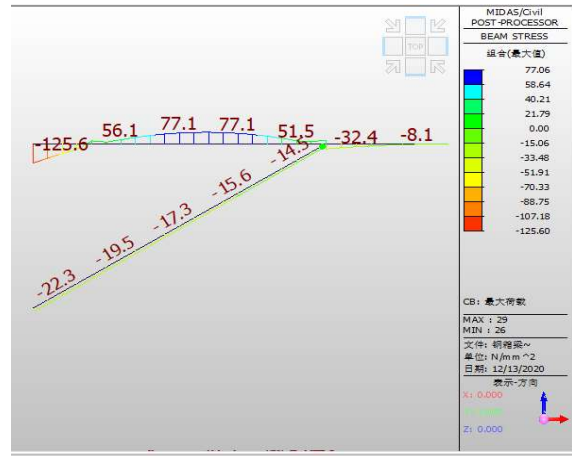 MIDAS/Civil
POST-PROCESSOR
BEAM STRESS
组合(最大值)
77.06
58.64
40.21
21.79
0.00
-15.06
-33.48
-51.91
-70.33
-88.75
-107.18
-125.60
TOP
-125.6 56.1 77.1 77.1 51.5 -32.4 -8.1
-22.3 -19.5 -17.3 -15.6 -14.5
CB: 最大荷载
MAX : 29
MIN : 26
文件: 钢箱梁~
单位: N/mm^2
日期: 12/13/2020
表示-方向
X: 0.000
Z: 0.000